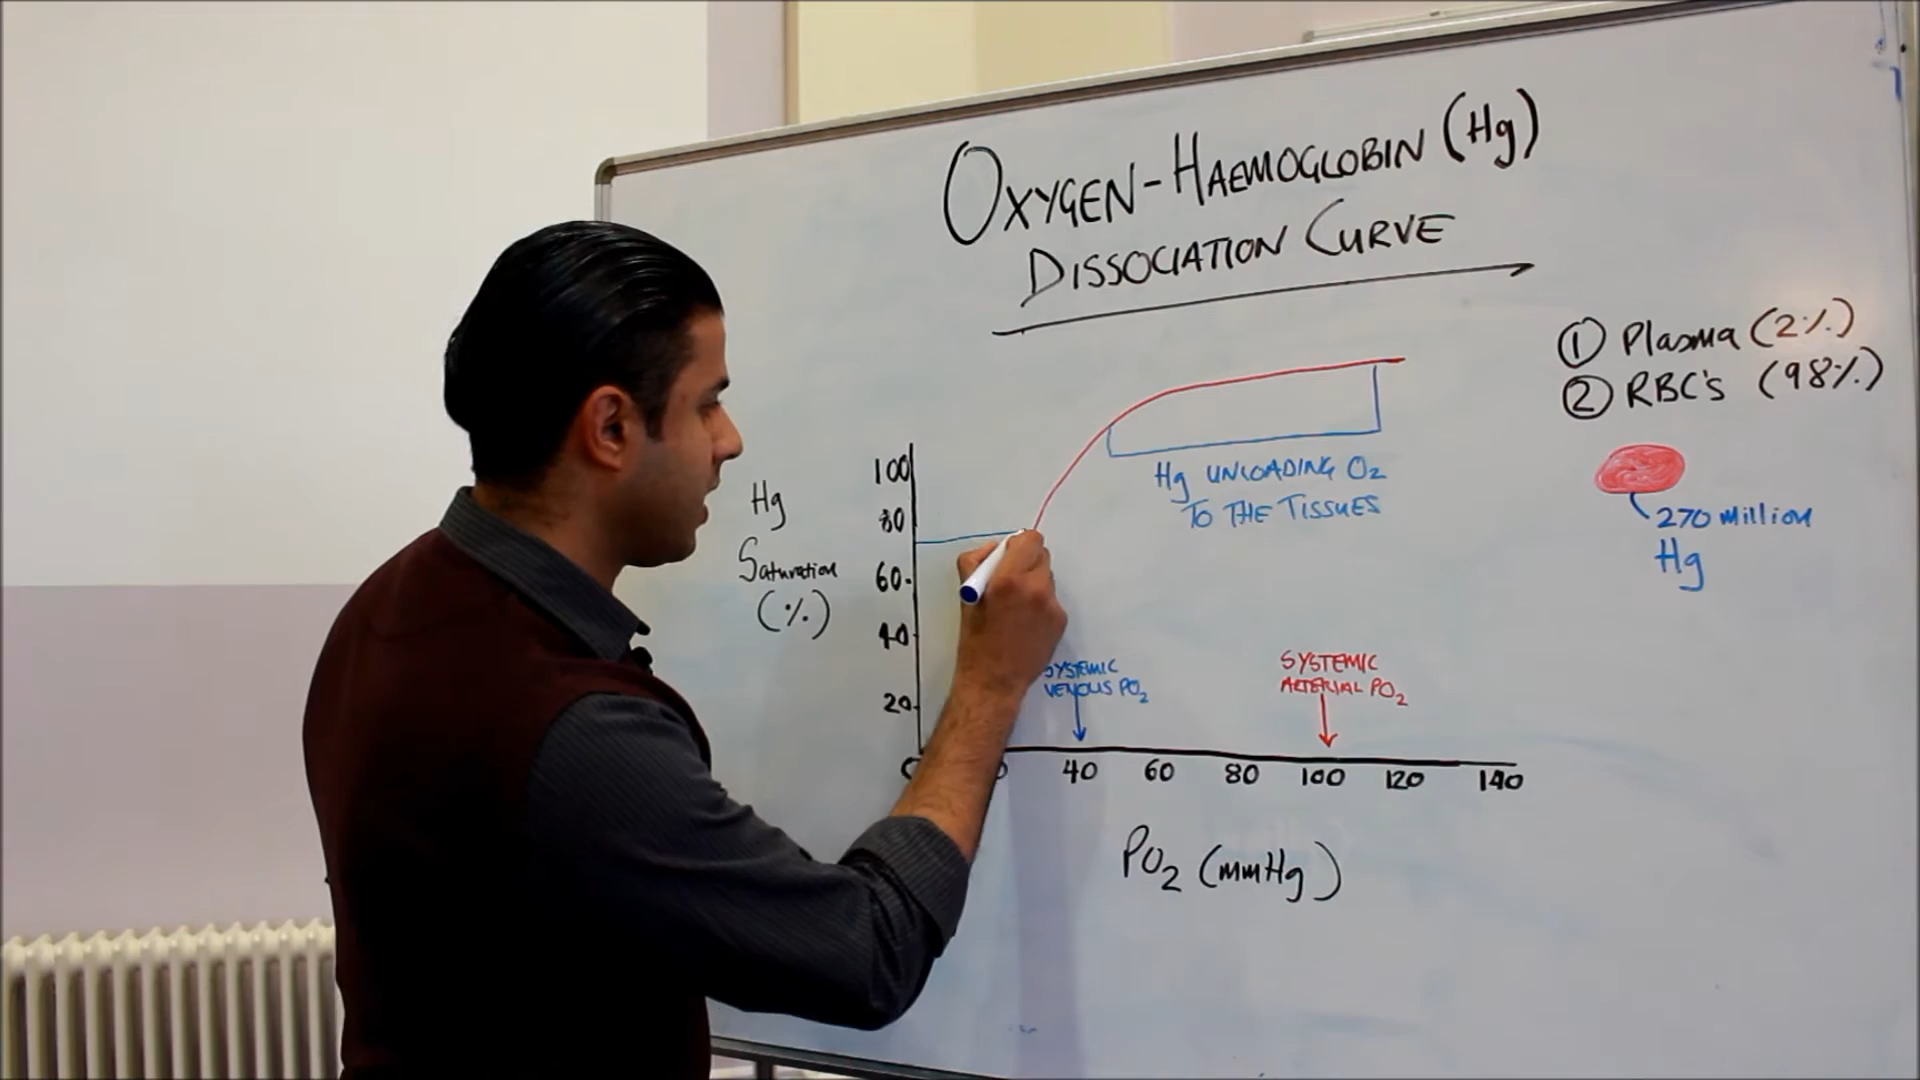 OXYGEN-HAEMOGLOBIN (Hg)
DISSOCIATION CURVE
① Plasma (2%)
② RBC's (98%)
270 million
Hg
Hg UNLOADING O2
TO THE TISSUES
Hg
Saturation
(%)
100
80
60
40
20
SYSTEMIC
VENOUS PO2
SYSTEMIC
ARTERIAL PO2
40 60 80 100 120 140
PO2 (mmHg)